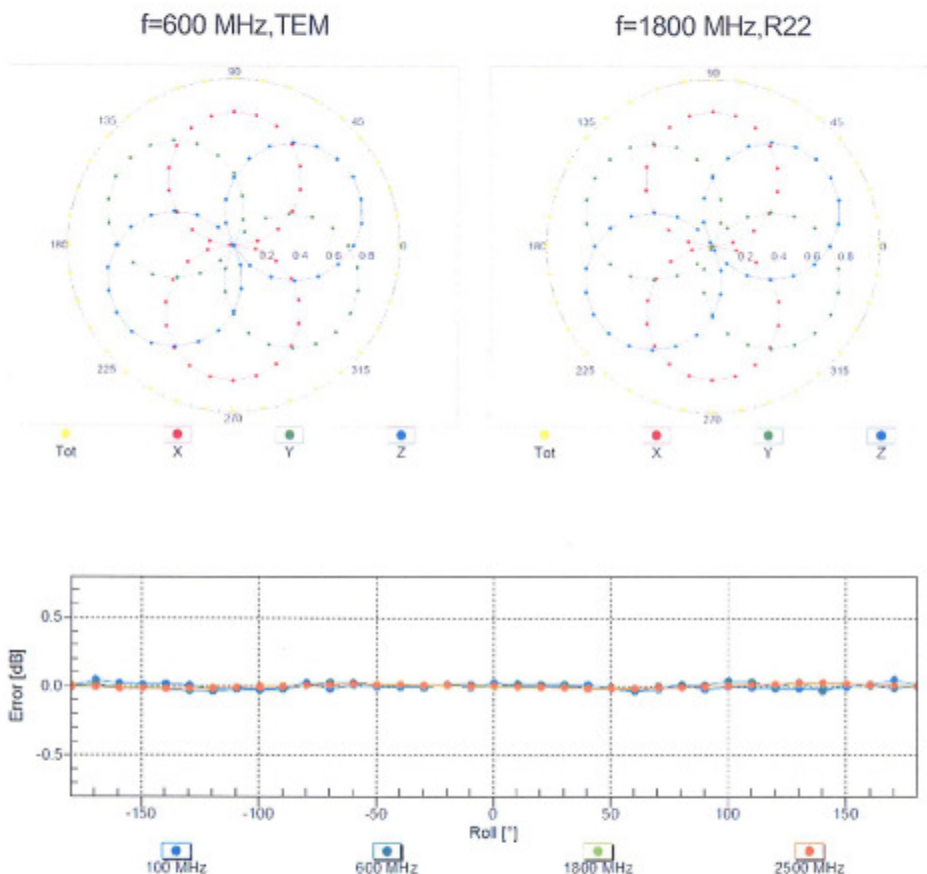 f=600 MHz,TEM
f=1800 MHz,R22
90
135
45
180
0.2 0.4 0.6 0.8
0
225
315
270
90
135
45
180
0.2 0.4 0.6 0.8
0
225
315
270
Tot X Y Z
Tot X Y Z
Error [dB]
0.5
0.0
-0.5
-150 -100 -50 0 50 100 150
Roll [°]
100 MHz 600 MHz 1800 MHz 2500 MHz